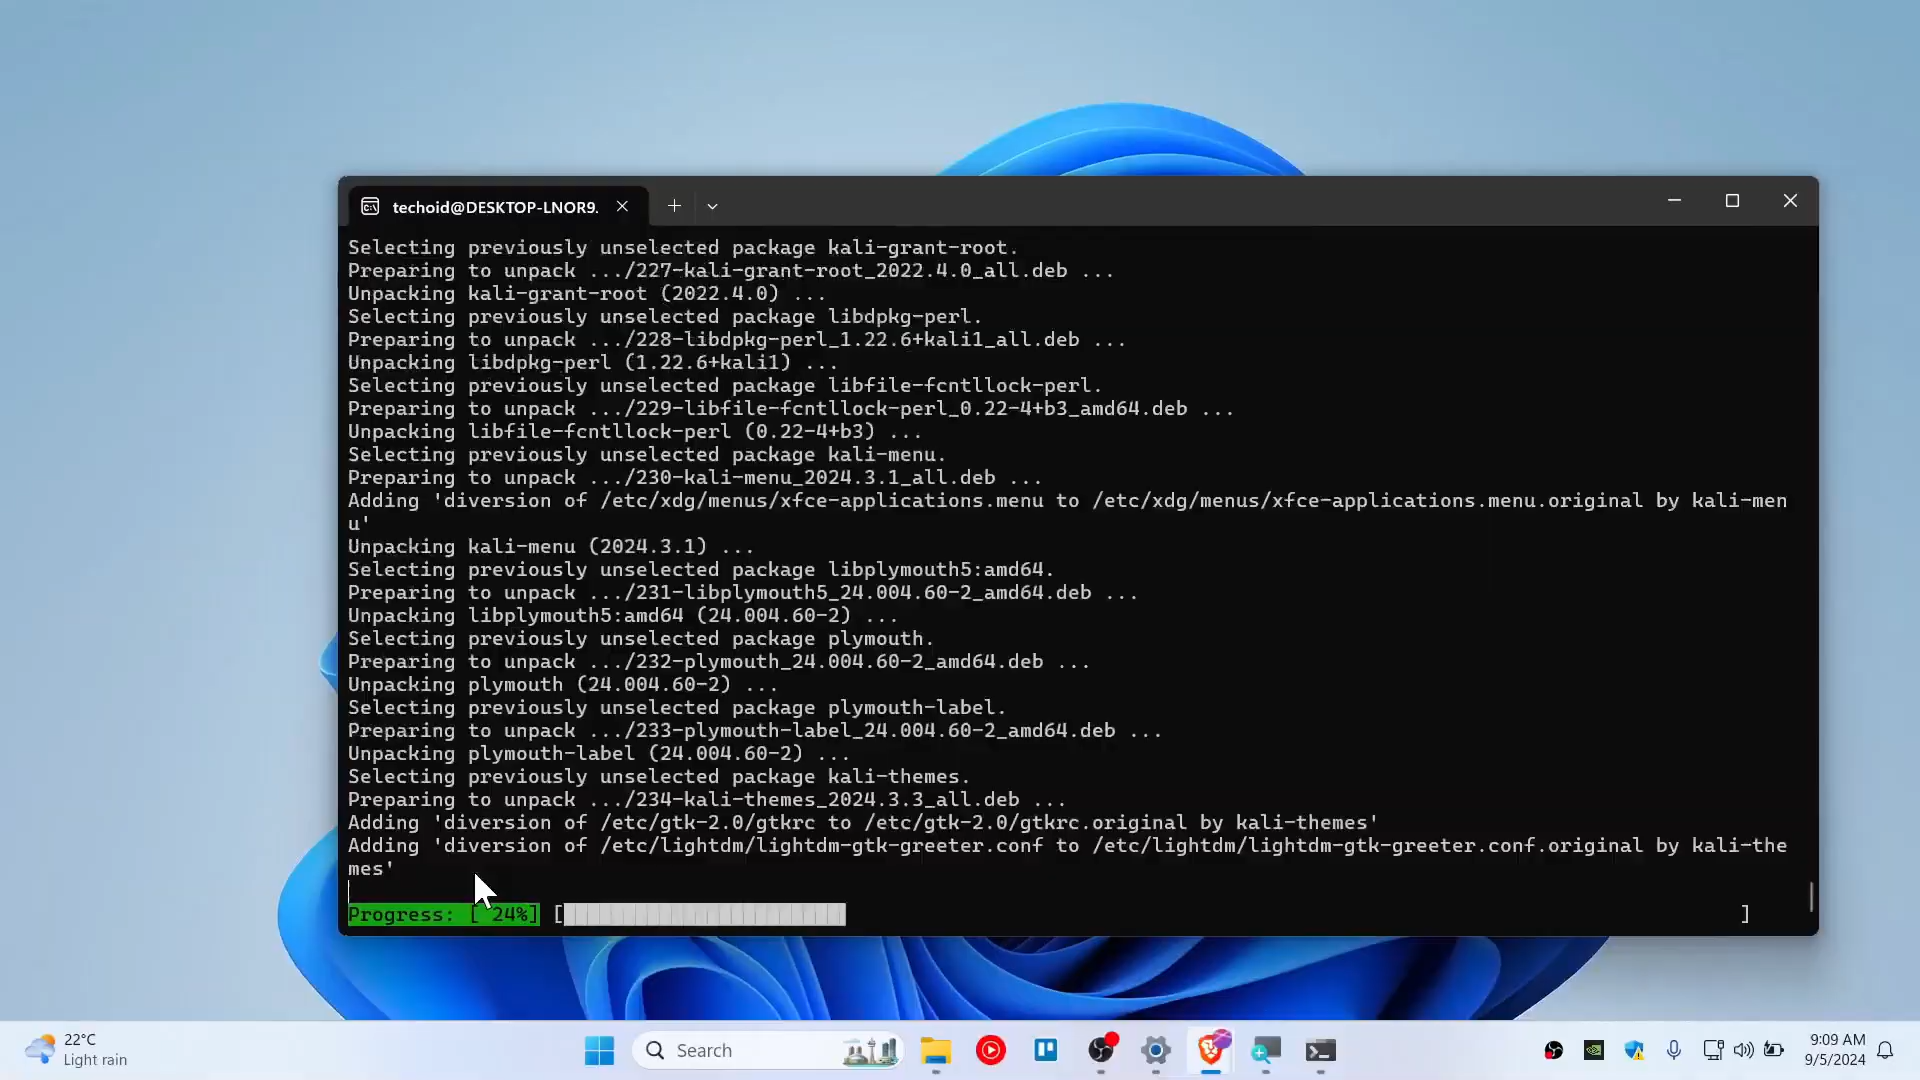 techoid@DESKTOP-LNOR9.
Selecting previously unselected package kali-grant-root.
Preparing to unpack .../227-kali-grant-root_2022.4.0_all.deb ...
Unpacking kali-grant-root (2022.4.0) ...
Selecting previously unselected package libdpkg-perl.
Preparing to unpack .../228-libdpkg-perl_1.22.6+kali1_all.deb ...
Unpacking libdpkg-perl (1.22.6+kali1) ...
Selecting previously unselected package libfile-fcntllock-perl.
Preparing to unpack .../229-libfile-fcntllock-perl_0.22-4+b3_amd64.deb ...
Unpacking libfile-fcntllock-perl (0.22-4+b3) ...
Selecting previously unselected package kali-menu.
Preparing to unpack .../230-kali-menu_2024.3.1_all.deb ...
Adding 'diversion of /etc/xdg/menus/xfce-applications.menu to /etc/xdg/menus/xfce-applications.menu.original by kali-men
u'
Unpacking kali-menu (2024.3.1) ...
Selecting previously unselected package libplymouth5:amd64.
Preparing to unpack .../231-libplymouth5_24.004.60-2_amd64.deb ...
Unpacking libplymouth5:amd64 (24.004.60-2) ...
Selecting previously unselected package plymouth.
Preparing to unpack .../232-plymouth_24.004.60-2_amd64.deb ...
Unpacking plymouth (24.004.60-2) ...
Selecting previously unselected package plymouth-label.
Preparing to unpack .../233-plymouth-label_24.004.60-2_amd64.deb ...
Unpacking plymouth-label (24.004.60-2) ...
Selecting previously unselected package kali-themes.
Preparing to unpack .../234-kali-themes_2024.3.3_all.deb ...
Adding 'diversion of /etc/gtk-2.0/gtkrc to /etc/gtk-2.0/gtkrc.original by kali-themes'
Adding 'diversion of /etc/lightdm/lightdm-gtk-greeter.conf to /etc/lightdm/lightdm-gtk-greeter.conf.original by kali-the
mes'
Progress: [ 24%] [ ]
22°C
Light rain
Search
9:09 AM
9/5/2024